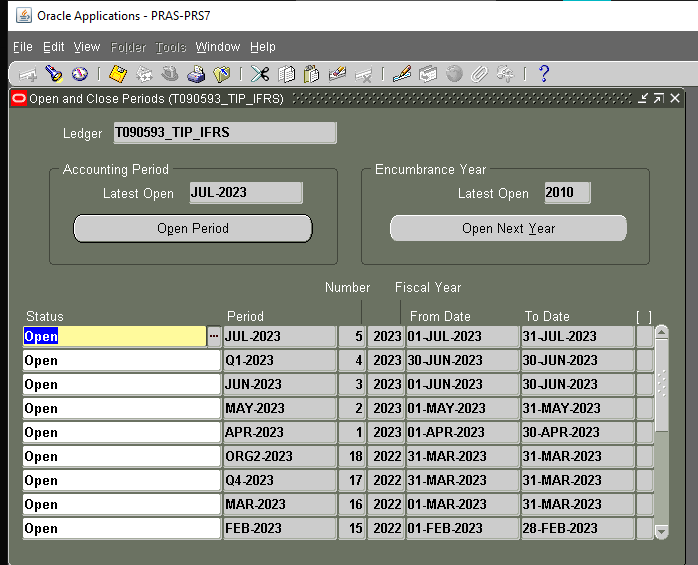 Oracle Applications - PRAS-PRS7
File Edit View Folder Tools Window Help
Open and Close Periods (T090593_TIP_IFRS)
Ledger T090593_TIP_IFRS
Accounting Period
Latest Open JUL-2023
Open Period
Encumbrance Year
Latest Open 2010
Open Next Year
Number Fiscal Year
Status Period From Date To Date [ ]
Open ... JUL-2023 5 2023 01-JUL-2023 31-JUL-2023
Open Q1-2023 4 2023 30-JUN-2023 30-JUN-2023
Open JUN-2023 3 2023 01-JUN-2023 30-JUN-2023
Open MAY-2023 2 2023 01-MAY-2023 31-MAY-2023
Open APR-2023 1 2023 01-APR-2023 30-APR-2023
Open ORG2-2023 18 2022 31-MAR-2023 31-MAR-2023
Open Q4-2023 17 2022 31-MAR-2023 31-MAR-2023
Open MAR-2023 16 2022 01-MAR-2023 31-MAR-2023
Open FEB-2023 15 2022 01-FEB-2023 28-FEB-2023